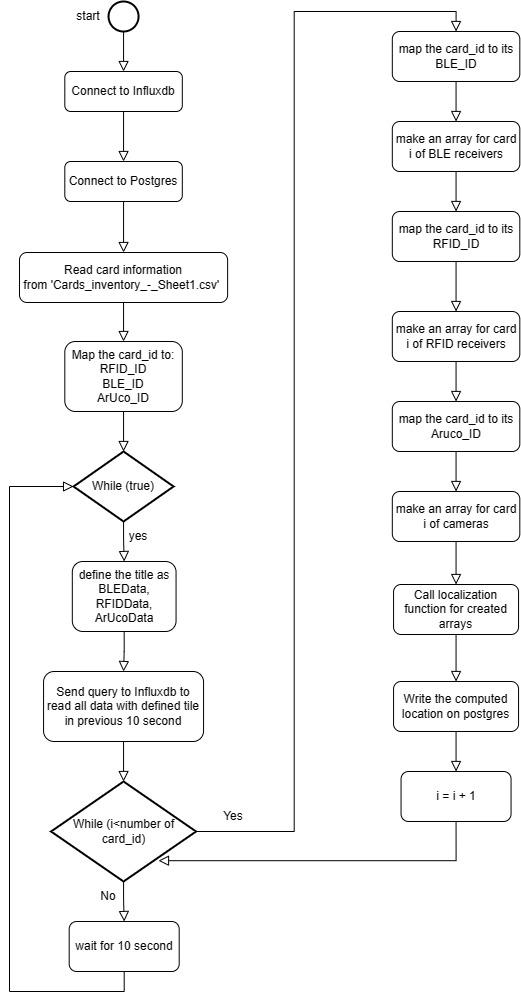 start
Connect to Influxdb
Connect to Postgres
Read card information
from 'Cards_inventory_-_Sheet1.csv'
Map the card_id to:
RFID_ID
BLE_ID
ArUco_ID
While (true)
yes
define the title as
BLEData,
RFIDData,
ArUcoData
Send query to Influxdb to
read all data with defined tile
in previous 10 second
While (i<number of
card_id)
Yes
No
wait for 10 second
map the card_id to its
BLE_ID
make an array for card
i of BLE receivers
map the card_id to its
RFID_ID
make an array for card
i of RFID receivers
map the card_id to its
Aruco_ID
make an array for card
i of cameras
Call localization
function for created
arrays
Write the computed
location on postgres
i = i + 1